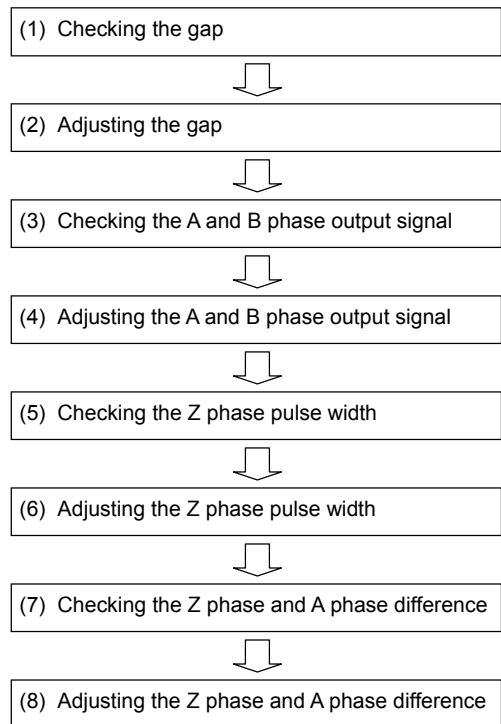 (1) Checking the gap
(2) Adjusting the gap
(3) Checking the A and B phase output signal
(4) Adjusting the A and B phase output signal
(5) Checking the Z phase pulse width
(6) Adjusting the Z phase pulse width
(7) Checking the Z phase and A phase difference
(8) Adjusting the Z phase and A phase difference